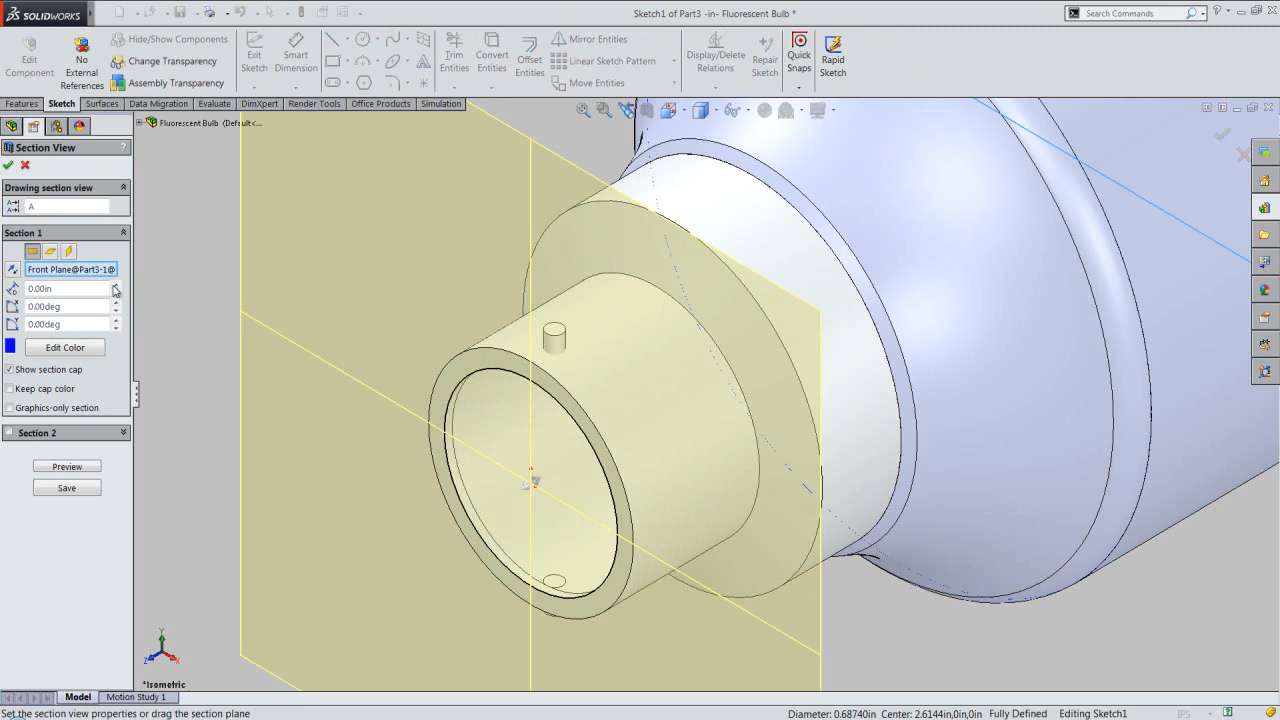 SOLIDWORKS
Sketch1 of Part3 -in- Fluorescent Bulb *
Search Commands
Edit Component
No External References
Hide/Show Components
Change Transparency
Assembly Transparency
Exit Sketch
Smart Dimension
Trim Entities
Convert Entities
Offset Entities
Mirror Entities
Linear Sketch Pattern
Move Entities
Display/Delete Relations
Repair Sketch
Quick Snaps
Rapid Sketch
Features Sketch Surfaces Data Migration Evaluate DimXpert Render Tools Office Products Simulation
Fluorescent Bulb (Default<...
Section View ?
Drawing section view
A
Section 1
Front Plane@Part3-1@
0.00in
0.00deg
0.00deg
Edit Color
Show section cap
Keep cap color
Graphics-only section
Section 2
Preview
Save
Y
Z X
*Isometric
Model Motion Study 1
Set the section view properties or drag the section plane
Diameter: 0.68740in Center: 2.6144in,0in,0in Fully Defined Editing Sketch1 IPS